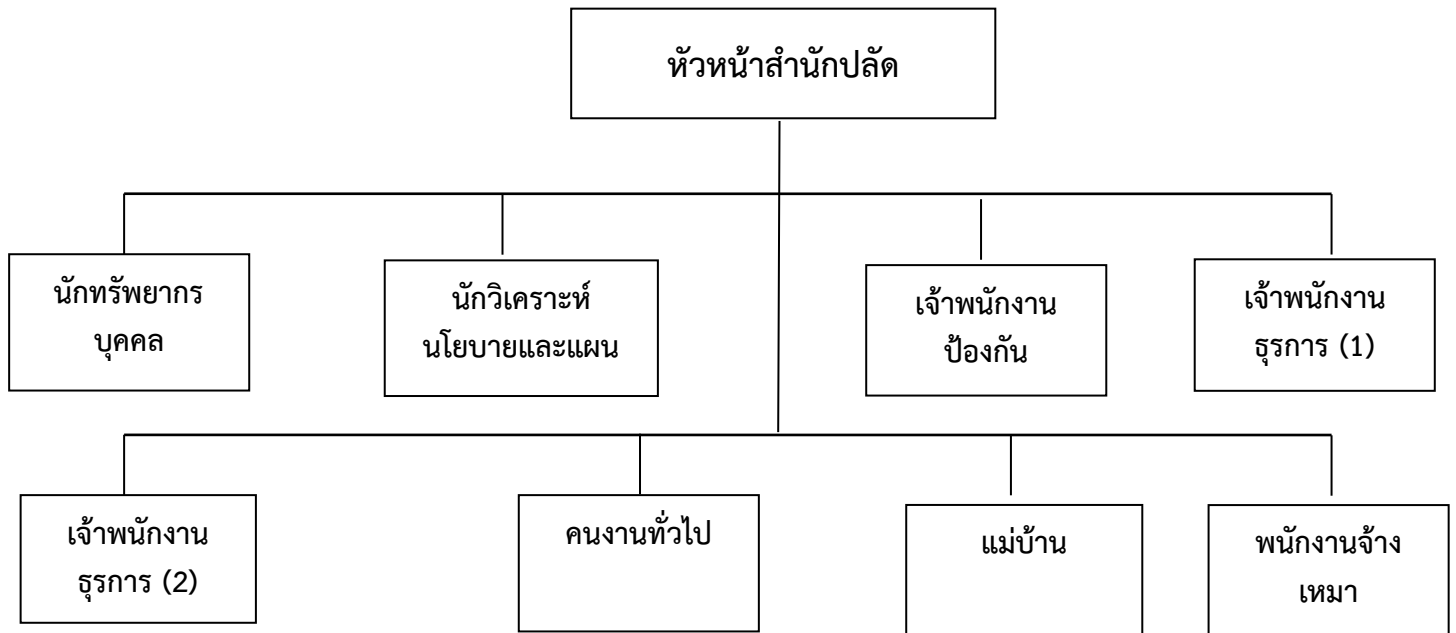 หัวหน้าสำนักปลัด
นักทรัพยากร
บุคคล
นักวิเคราะห์
นโยบายและแผน
เจ้าพนักงาน
ป้องกัน
เจ้าพนักงาน
ธุรการ (1)
เจ้าพนักงาน
ธุรการ (2)
คนงานทั่วไป
แม่บ้าน
พนักงานจ้าง
เหมา